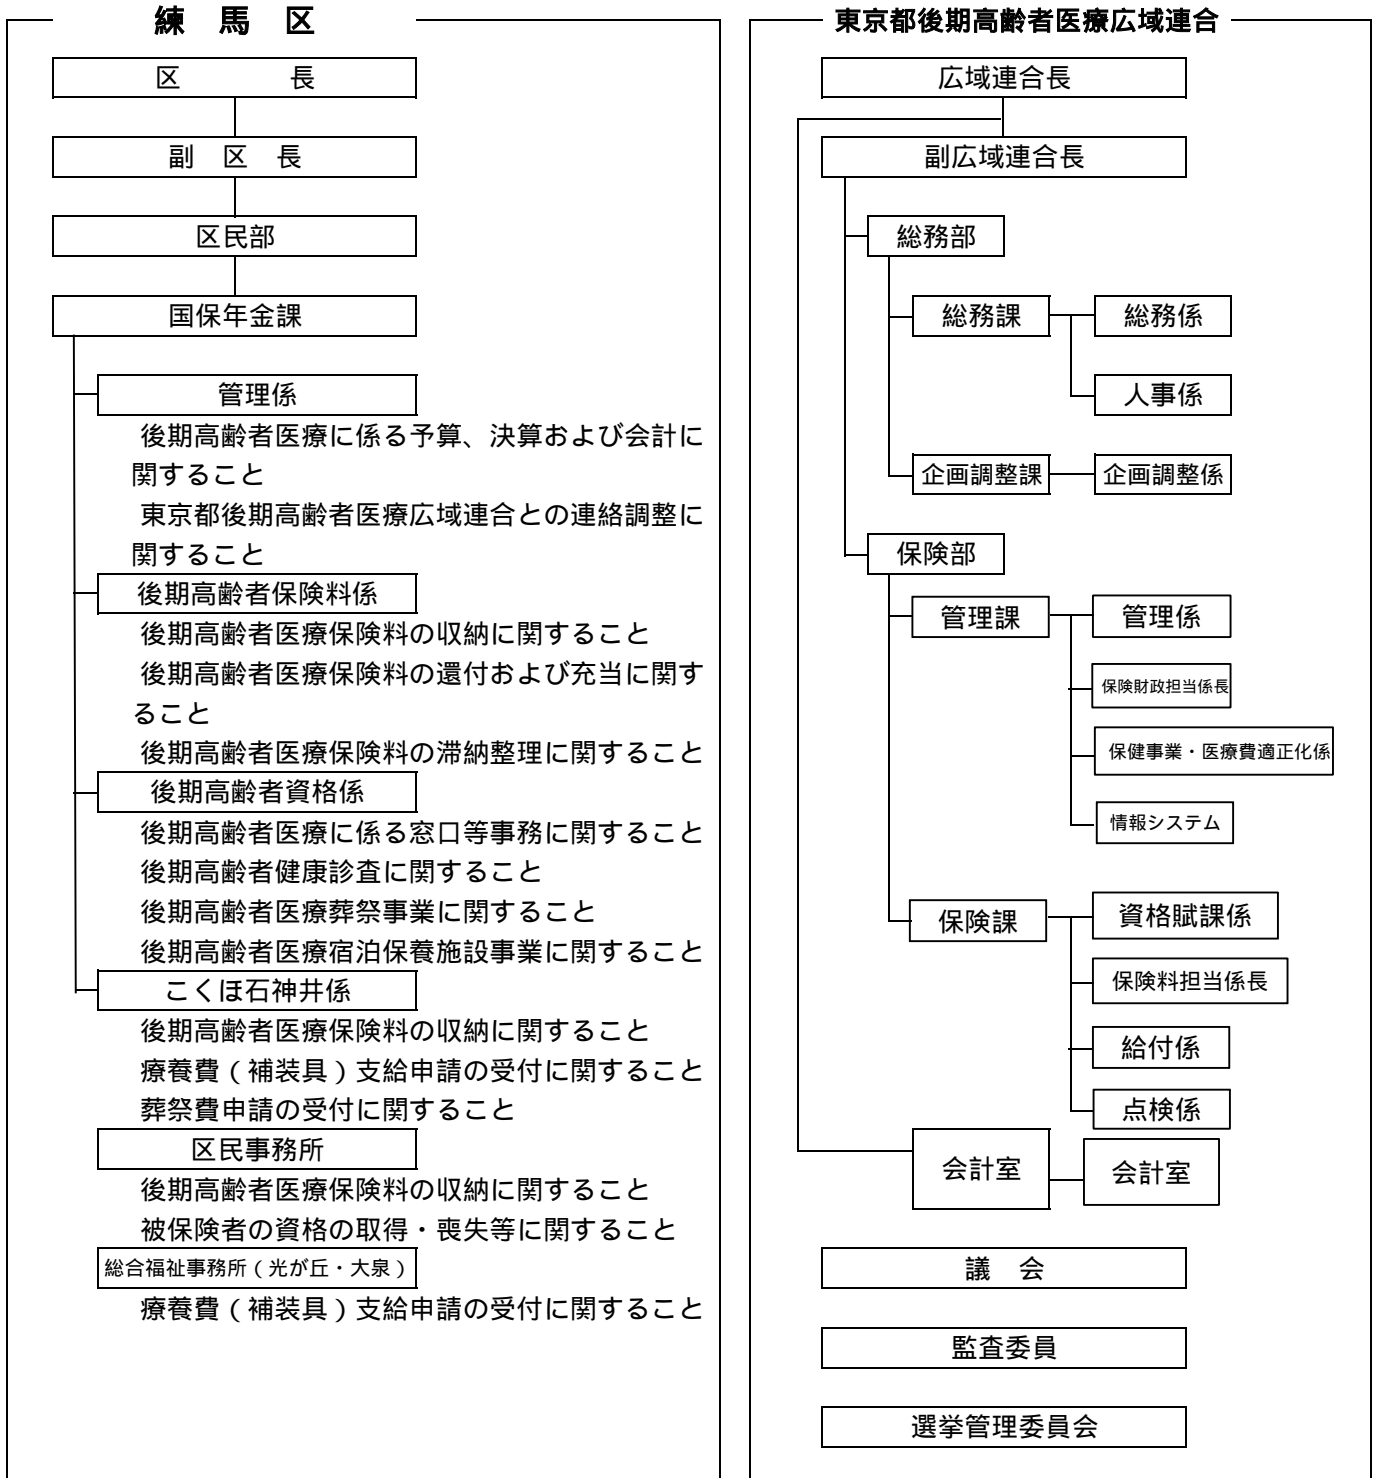 練　馬　区
区　　　　長
副　区　長
区民部
国保年金課
管理係
後期高齢者医療に係る予算、決算および会計に
関すること
東京都後期高齢者医療広域連合との連絡調整に
関すること
後期高齢者保険料係
後期高齢者医療保険料の収納に関すること
後期高齢者医療保険料の還付および充当に関す
ること
後期高齢者医療保険料の滞納整理に関すること
後期高齢者資格係
後期高齢者医療に係る窓口等事務に関すること
後期高齢者健康診査に関すること
後期高齢者医療葬祭事業に関すること
後期高齢者医療宿泊保養施設事業に関すること
こくほ石神井係
後期高齢者医療保険料の収納に関すること
療養費（補装具）支給申請の受付に関すること
葬祭費申請の受付に関すること
区民事務所
後期高齢者医療保険料の収納に関すること
被保険者の資格の取得・喪失等に関すること
総合福祉事務所（光が丘・大泉）
療養費（補装具）支給申請の受付に関すること
東京都後期高齢者医療広域連合
広域連合長
副広域連合長
総務部
総務課
総務係
人事係
企画調整課
企画調整係
保険部
管理課
管理係
保険財政担当係長
保健事業・医療費適正化係
情報システム
保険課
資格賦課係
保険料担当係長
給付係
点検係
会計室
会計室
議　会
監査委員
選挙管理委員会